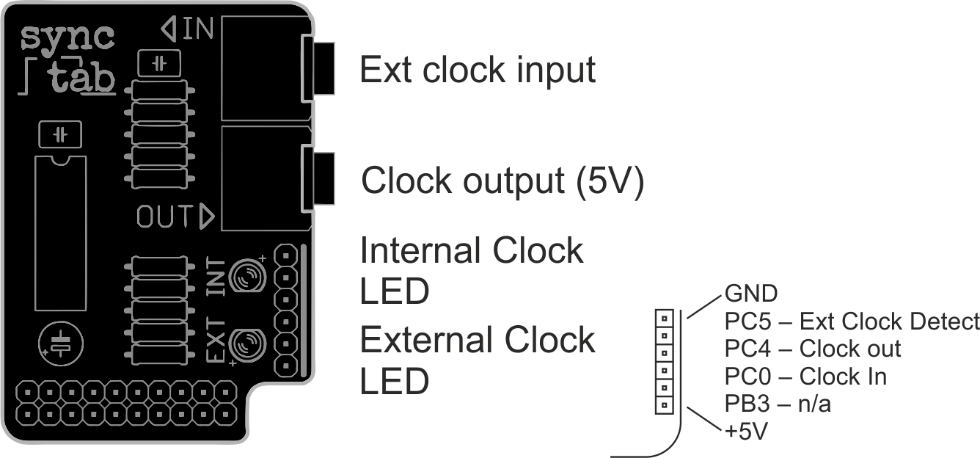 sync
tab
IN
OUT
INT
EXT
+
+
+
Ext clock input
Clock output (5V)
Internal Clock
LED
External Clock
LED
GND
PC5 – Ext Clock Detect
PC4 – Clock out
PC0 – Clock In
PB3 – n/a
+5V